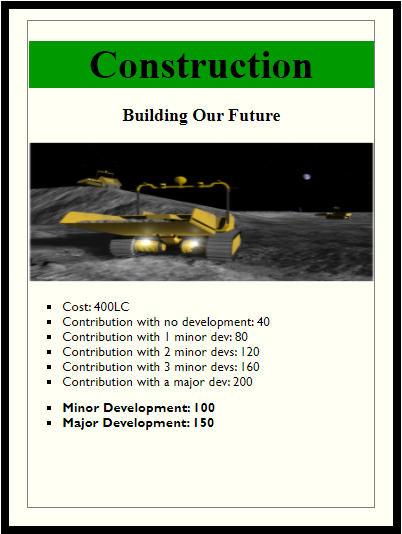 Construction
Building Our Future
Cost: 400LC
Contribution with no development: 40
Contribution with 1 minor dev: 80
Contribution with 2 minor devs: 120
Contribution with 3 minor devs: 160
Contribution with a major dev: 200
Minor Development: 100
Major Development: 150